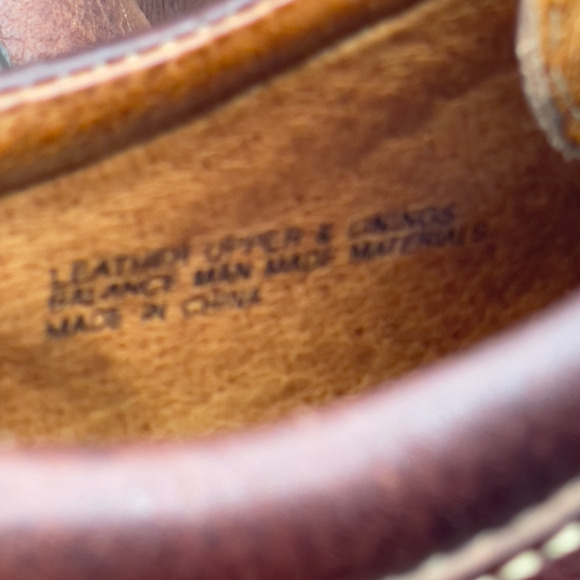 LEATHER UPPER & LININGS
BALANCE MAN MADE MATERIALS
MADE IN CHINA